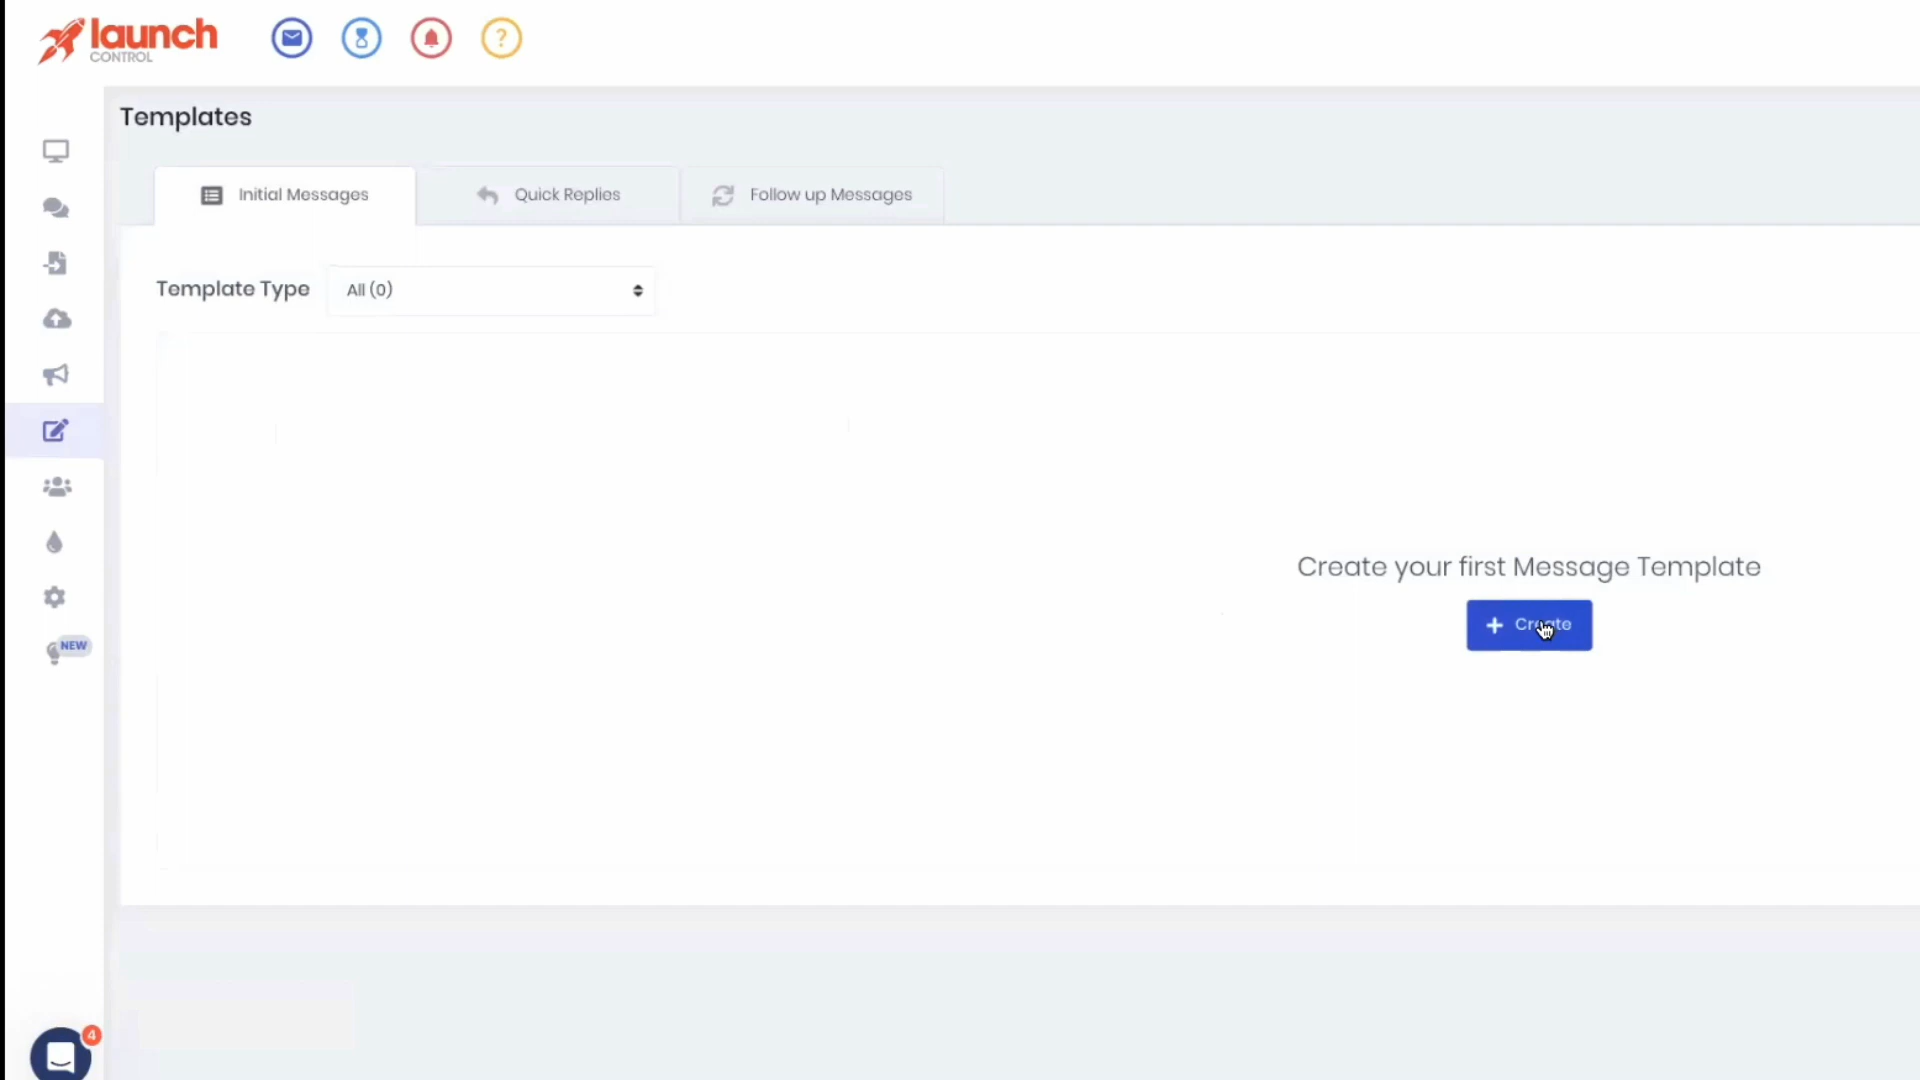 launch
CONTROL
?
Templates
Initial Messages
Quick Replies
Follow up Messages
Template Type
All (0)
NEW
Create your first Message Template
+ Create
4